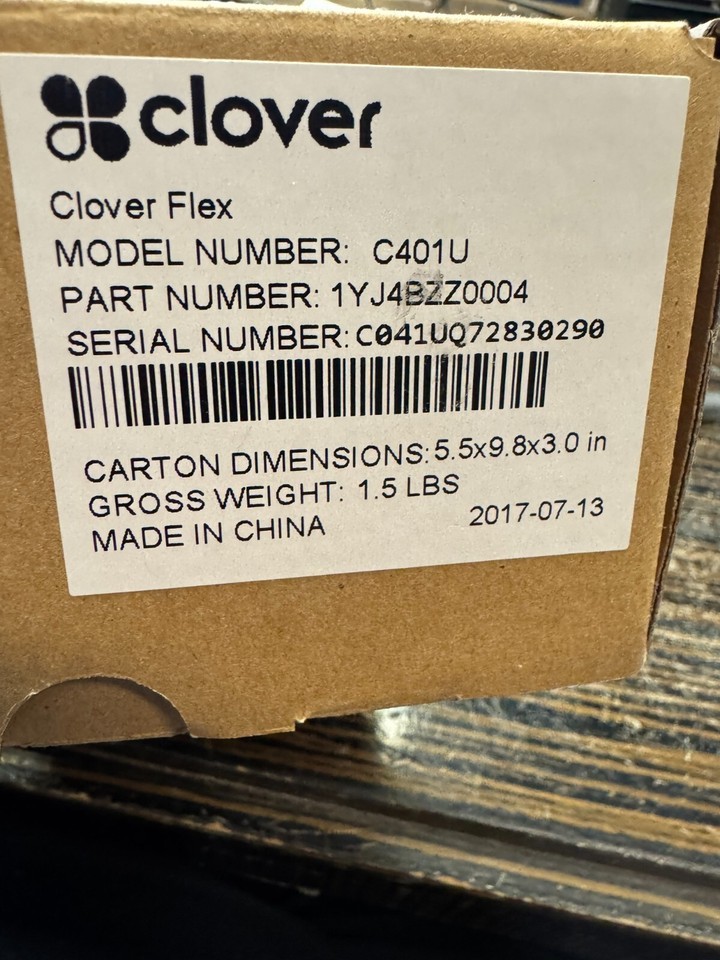 clover
Clover Flex
MODEL NUMBER: C401U
PART NUMBER: 1YJ4BZZ0004
SERIAL NUMBER: C041UQ72830290
CARTON DIMENSIONS: 5.5x9.8x3.0 in
GROSS WEIGHT: 1.5 LBS
MADE IN CHINA
2017-07-13